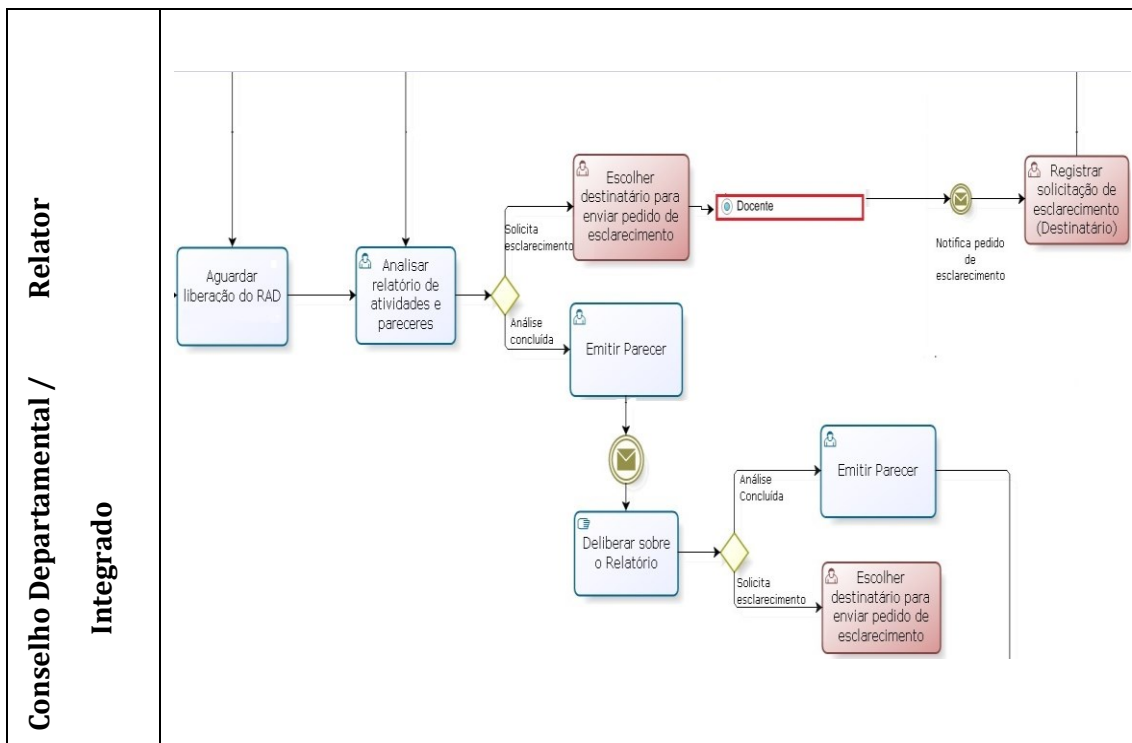 Conselho Departamental /
Integrado
Relator
Aguardar
liberação do RAD
Analisar
relatório de
atividades e
pareceres
Solicita
esclarecimento
Escolher
destinatário para
enviar pedido de
esclarecimento
Docente
Notifica pedido
de
esclarecimento
Registrar
solicitação de
esclarecimento
(Destinatário)
Análise
concluída
Emitir Parecer
Deliberar sobre
o Relatório
Análise
Concluída
Emitir Parecer
Solicita
esclarecimento
Escolher
destinatário para
enviar pedido de
esclarecimento